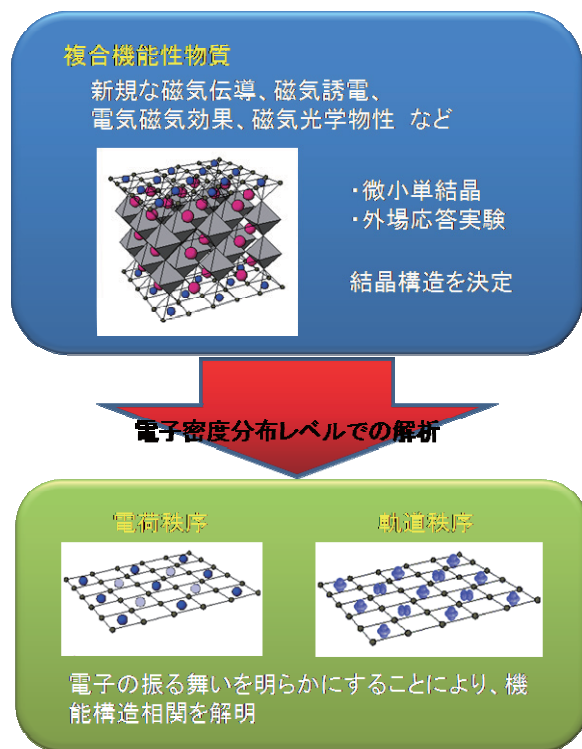 複合機能性物質
新規な磁気伝導、磁気誘電、
電気磁気効果、磁気光学物性 など
・微小単結晶
・外場応答実験
結晶構造を決定
電子密度分布レベルでの解析
電荷秩序
軌道秩序
電子の振る舞いを明らかにすることにより、機
能構造相関を解明